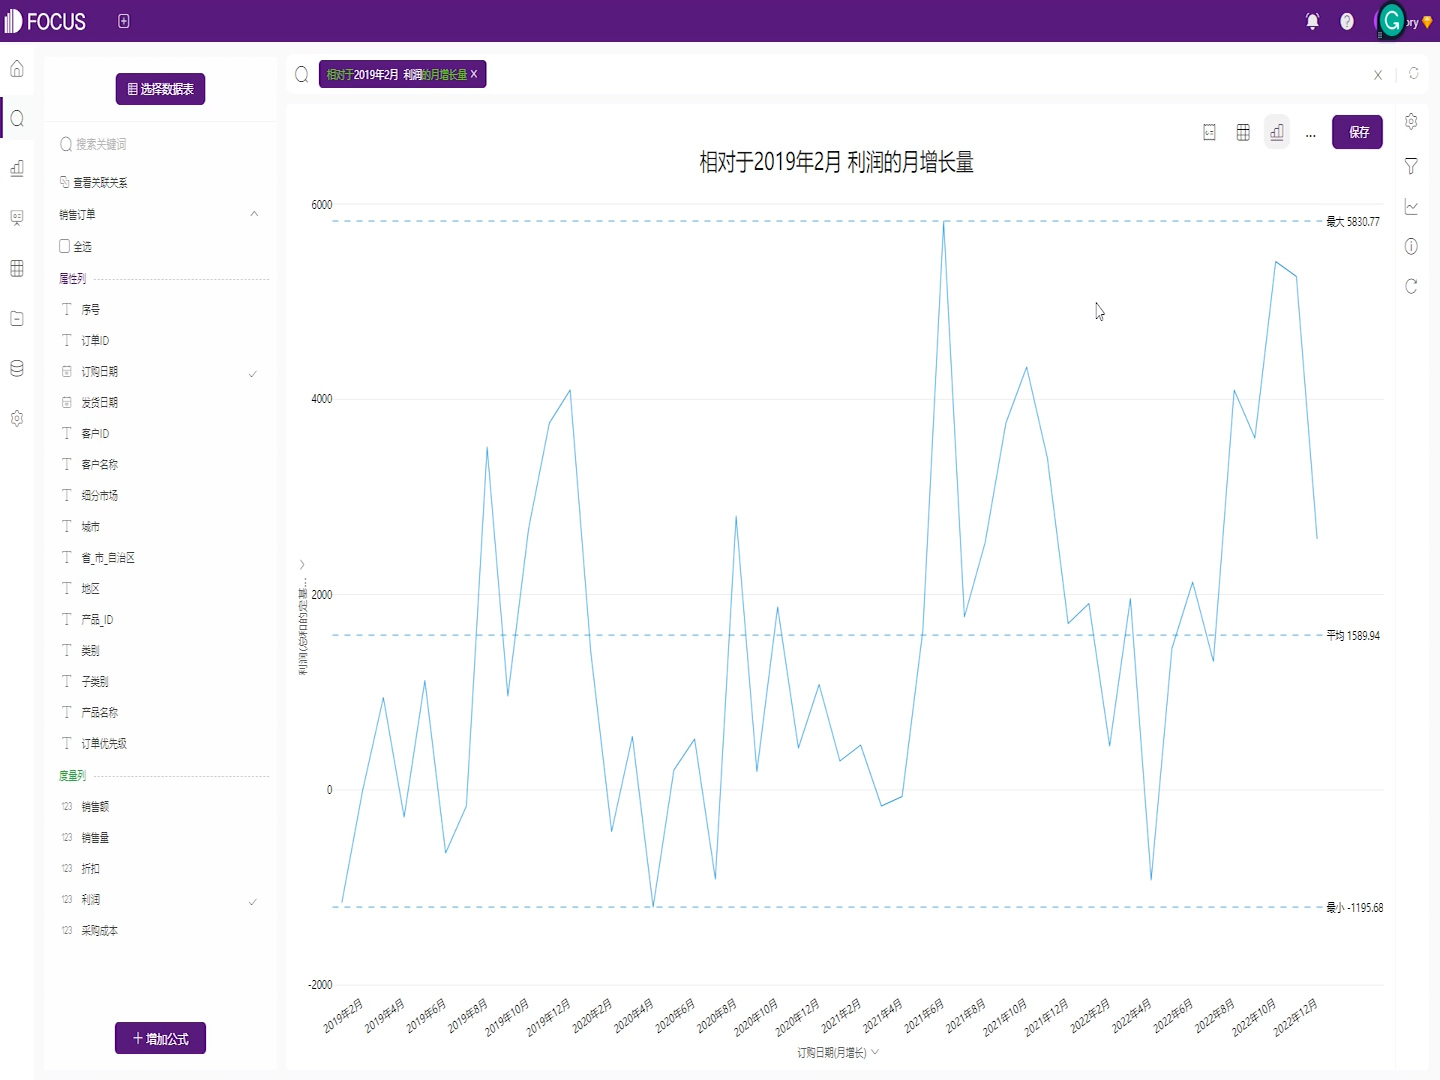 FOCUS
G
ory
选择数据表
相对于2019年2月 利润的月增长量 X
搜索关键词
查看关联关系
销售订单
全选
属性列
序号
订单ID
订购日期
发货日期
客户ID
客户名称
细分市场
城市
省_市_自治区
地区
产品_ID
类别
子类别
产品名称
订单优先级
度量列
123 销售额
123 销售量
123 折扣
123 利润
123 采购成本
增加公式
... 保存
相对于2019年2月 利润的月增长量
6000
最大 5830.77
4000
2000
平均 1589.94
0
最小 -1195.68
-2000
利润(总和的定基...
2019年2月 2019年4月 2019年6月 2019年8月 2019年10月 2019年12月 2020年2月 2020年4月 2020年6月 2020年8月 2020年10月 2020年12月 2021年2月 2021年4月 2021年6月 2021年8月 2021年10月 2021年12月 2022年2月 2022年4月 2022年6月 2022年8月 2022年10月 2022年12月
订购日期(月增长)